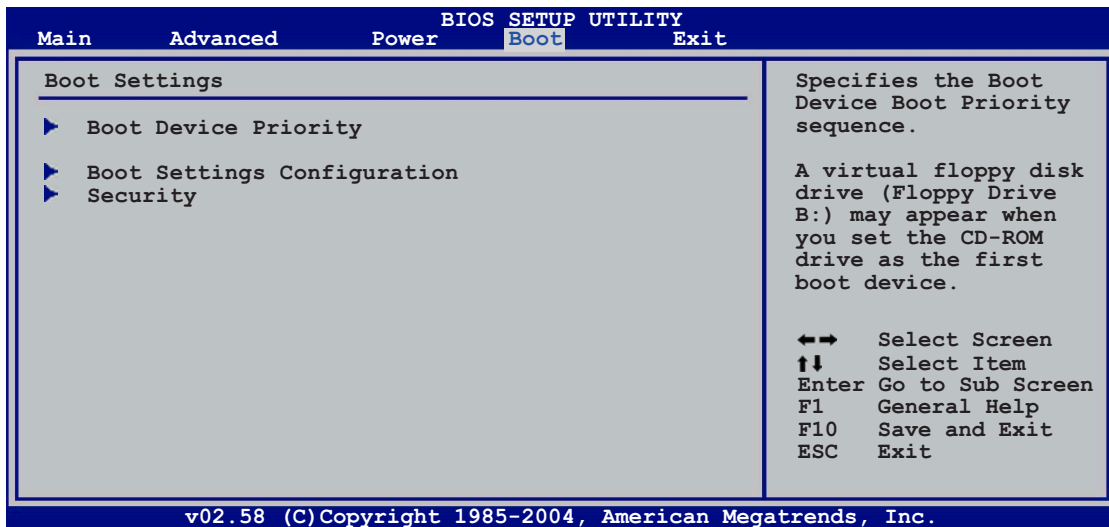 BIOS SETUP UTILITY
Main Advanced Power Boot Exit
Boot Settings
Boot Device Priority
Boot Settings Configuration
Security
Specifies the Boot
Device Boot Priority
sequence.
A virtual floppy disk
drive (Floppy Drive
B:) may appear when
you set the CD-ROM
drive as the first
boot device.
←→ Select Screen
↑↓ Select Item
Enter Go to Sub Screen
F1 General Help
F10 Save and Exit
ESC Exit
v02.58 (C)Copyright 1985-2004, American Megatrends, Inc.